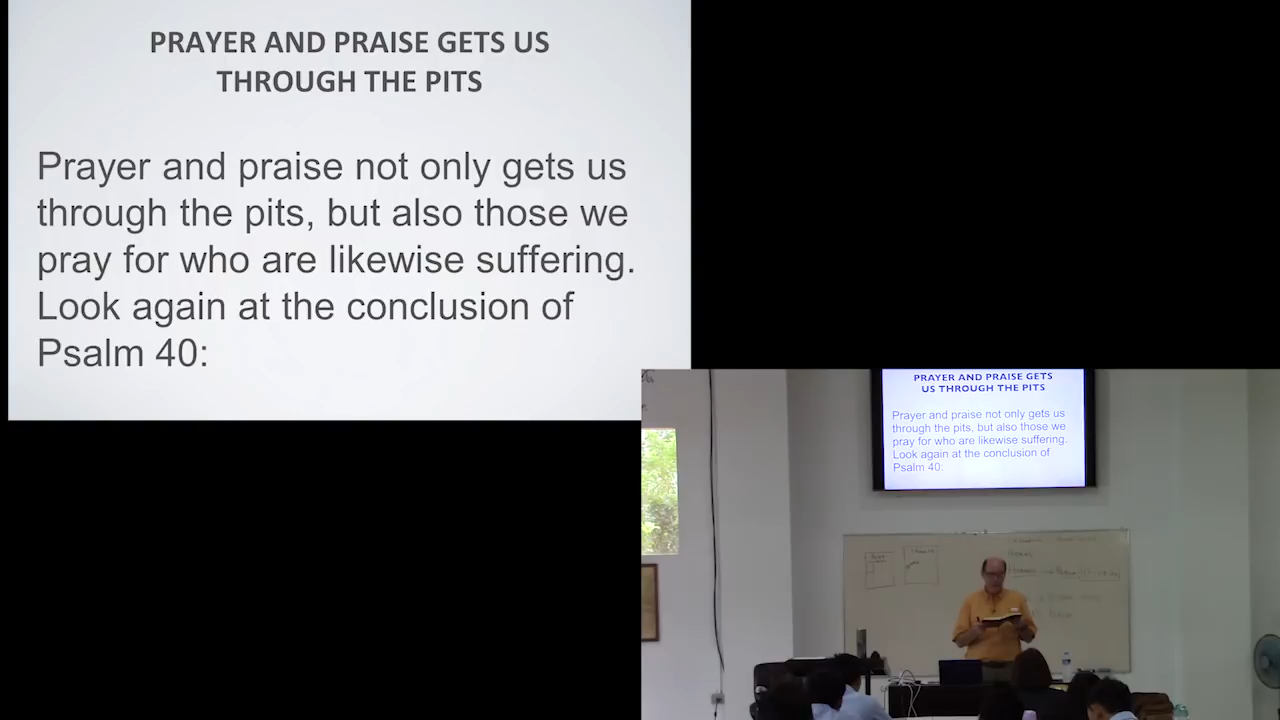 PRAYER AND PRAISE GETS US
THROUGH THE PITS
Prayer and praise not only gets us
through the pits, but also those we
pray for who are likewise suffering.
Look again at the conclusion of
Psalm 40:
PRAYER AND PRAISE GETS
US THROUGH THE PITS
Prayer and praise not only gets us
through the pits, but also those we
pray for who are likewise suffering.
Look again at the conclusion of
Psalm 40: